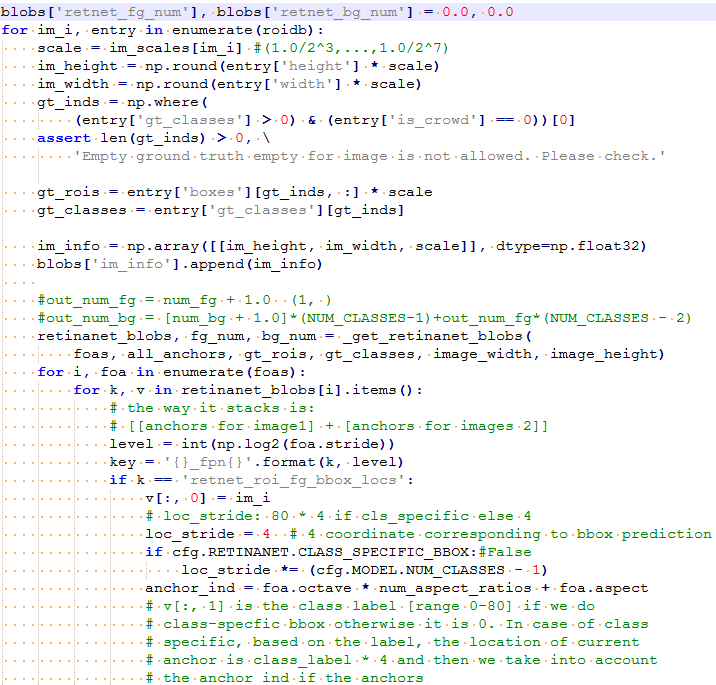 blobs['retnet_fg_num'], blobs['retnet_bg_num'] = 0.0, 0.0
for im_i, entry in enumerate(roidb):
    scale = im_scales[im_i] #(1.0/2^3,...,1.0/2^7)
    im_height = np.round(entry['height'] * scale)
    im_width = np.round(entry['width'] * scale)
    gt_inds = np.where(
        (entry['gt_classes'] > 0) & (entry['is_crowd'] == 0))[0]
    assert len(gt_inds) > 0, \
        'Empty ground truth empty for image is not allowed. Please check.'

    gt_rois = entry['boxes'][gt_inds, :] * scale
    gt_classes = entry['gt_classes'][gt_inds]

    im_info = np.array([[im_height, im_width, scale]], dtype=np.float32)
    blobs['im_info'].append(im_info)

    #out_num_fg = num_fg + 1.0  (1, )
    #out_num_bg = [num_bg + 1.0]*(NUM_CLASSES-1)+out_num_fg*(NUM_CLASSES - 2)
    retinanet_blobs, fg_num, bg_num = _get_retinanet_blobs(
        foas, all_anchors, gt_rois, gt_classes, image_width, image_height)
    for i, foa in enumerate(foas):
        for k, v in retinanet_blobs[i].items():
            # the way it stacks is:
            # [[anchors for image1] + [anchors for images 2]]
            level = int(np.log2(foa.stride))
            key = '{}_fpn{}'.format(k, level)
            if k == 'retnet_roi_fg_bbox_locs':
                v[:, 0] = im_i
                # loc_stride: 80 * 4 if cls_specific else 4
                loc_stride = 4  # 4 coordinate corresponding to bbox prediction
                if cfg.RETINANET.CLASS_SPECIFIC_BBOX:#False
                    loc_stride *= (cfg.MODEL.NUM_CLASSES - 1)
                anchor_ind = foa.octave * num_aspect_ratios + foa.aspect
                # v[:, 1] is the class label [range 0-80] if we do
                # class-specfic bbox otherwise it is 0. In case of class
                # specific, based on the label, the location of current
                # anchor is class_label * 4 and then we take into account
                # the anchor_ind if the anchors